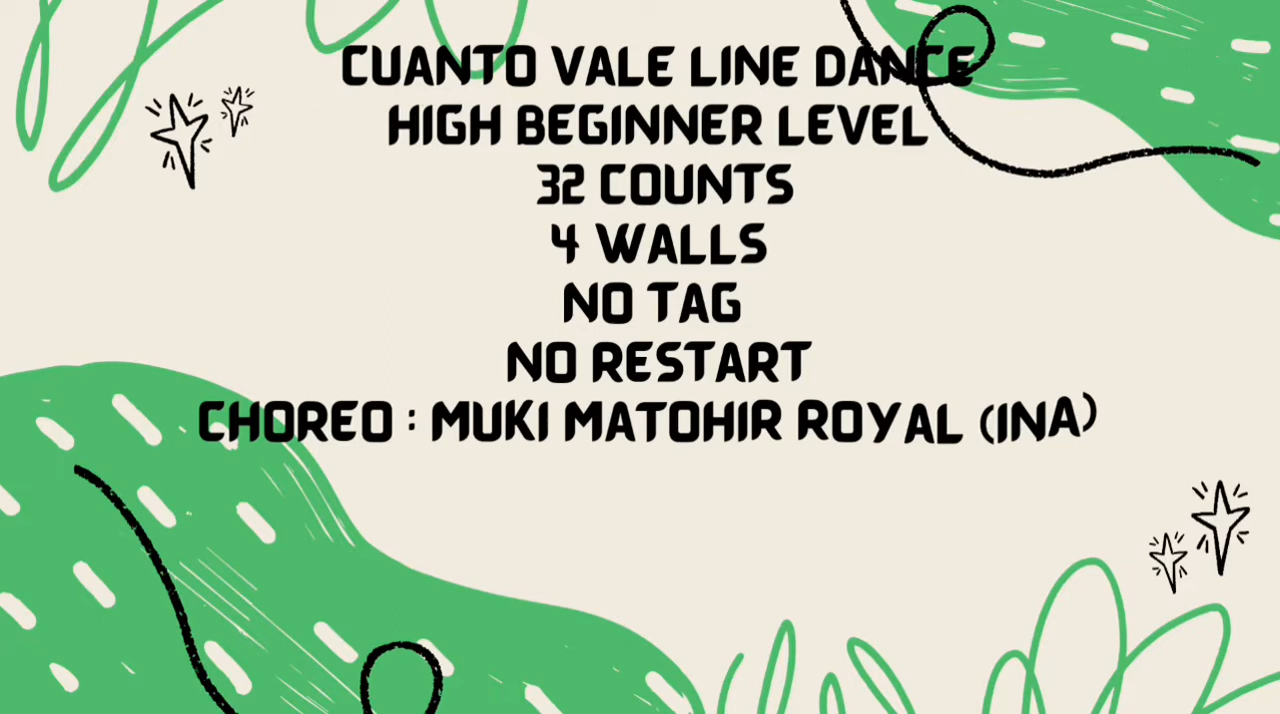 CUANTO VALE LINE DANCE
HIGH BEGINNER LEVEL
32 COUNTS
4 WALLS
NO TAG
NO RESTART
CHOREO : MUKI MATOHIR ROYAL (INA)